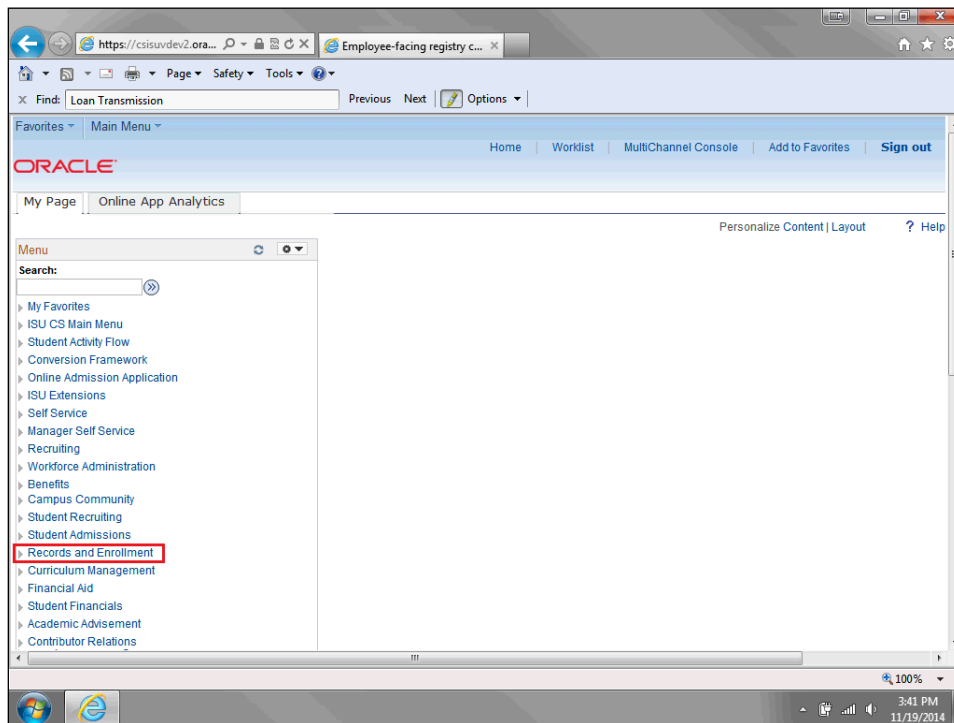 https://csisuvdev2.ora... Employee-facing registry c...
Page Safety Tools
Find: Loan Transmission Previous Next Options
Favorites Main Menu
Home Worklist MultiChannel Console Add to Favorites Sign out
ORACLE
My Page Online App Analytics
Personalize Content | Layout ? Help
Menu
Search:
My Favorites
ISU CS Main Menu
Student Activity Flow
Conversion Framework
Online Admission Application
ISU Extensions
Self Service
Manager Self Service
Recruiting
Workforce Administration
Benefits
Campus Community
Student Recruiting
Student Admissions
Records and Enrollment
Curriculum Management
Financial Aid
Student Financials
Academic Advisement
Contributor Relations
100%
3:41 PM
11/19/2014